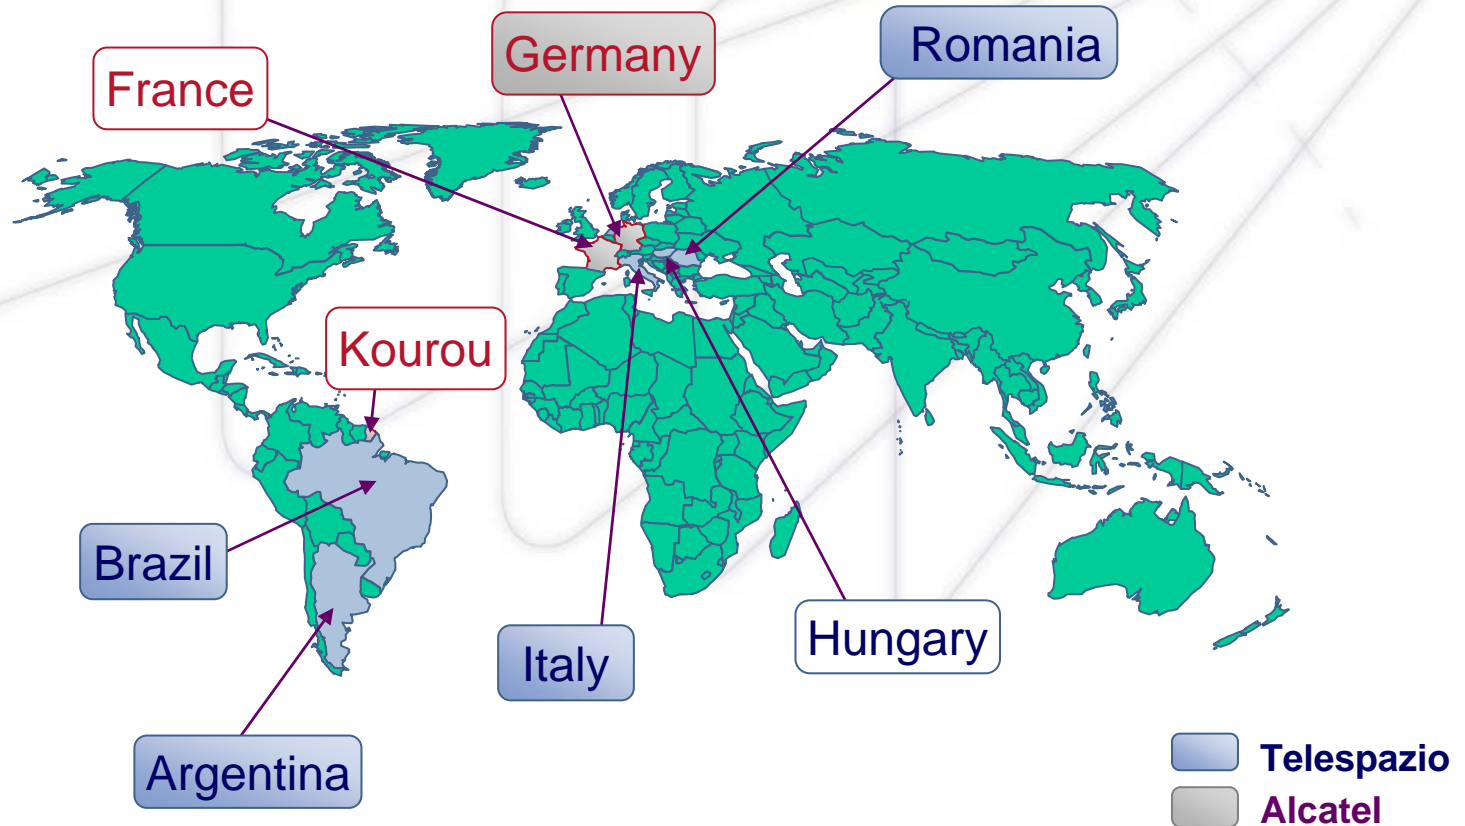 Germany
Romania
France
Kourou
Brazil
Italy
Hungary
Argentina
Telespazio
Alcatel